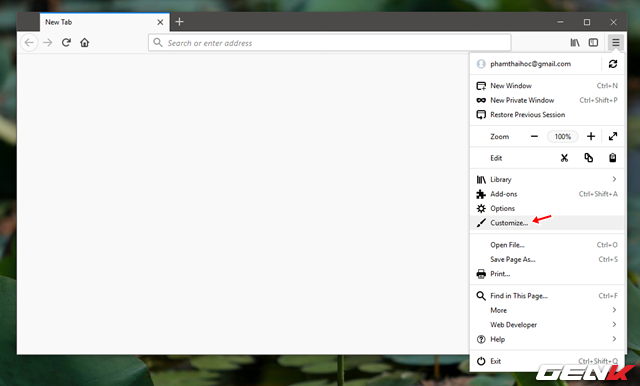 New Tab
Search or enter address
phamthaihoc@gmail.com
New Window Ctrl+N
New Private Window Ctrl+Shift+P
Restore Previous Session
Zoom 100%
Edit
Library
Add-ons Ctrl+Shift+A
Options
Customize...
Open File... Ctrl+O
Save Page As... Ctrl+S
Print...
Find in This Page... Ctrl+F
More
Web Developer
Help
Exit Ctrl+Shift+Q
GENK